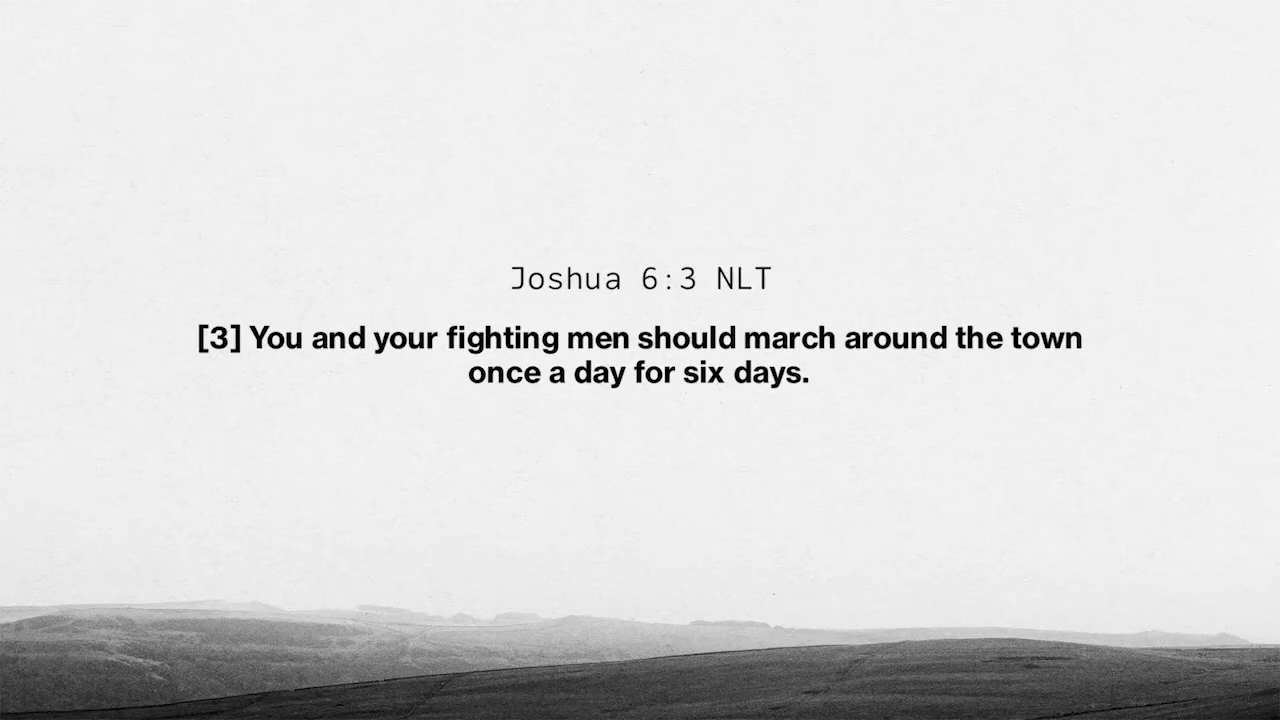 Joshua 6:3 NLT
[3] You and your fighting men should march around the town
once a day for six days.